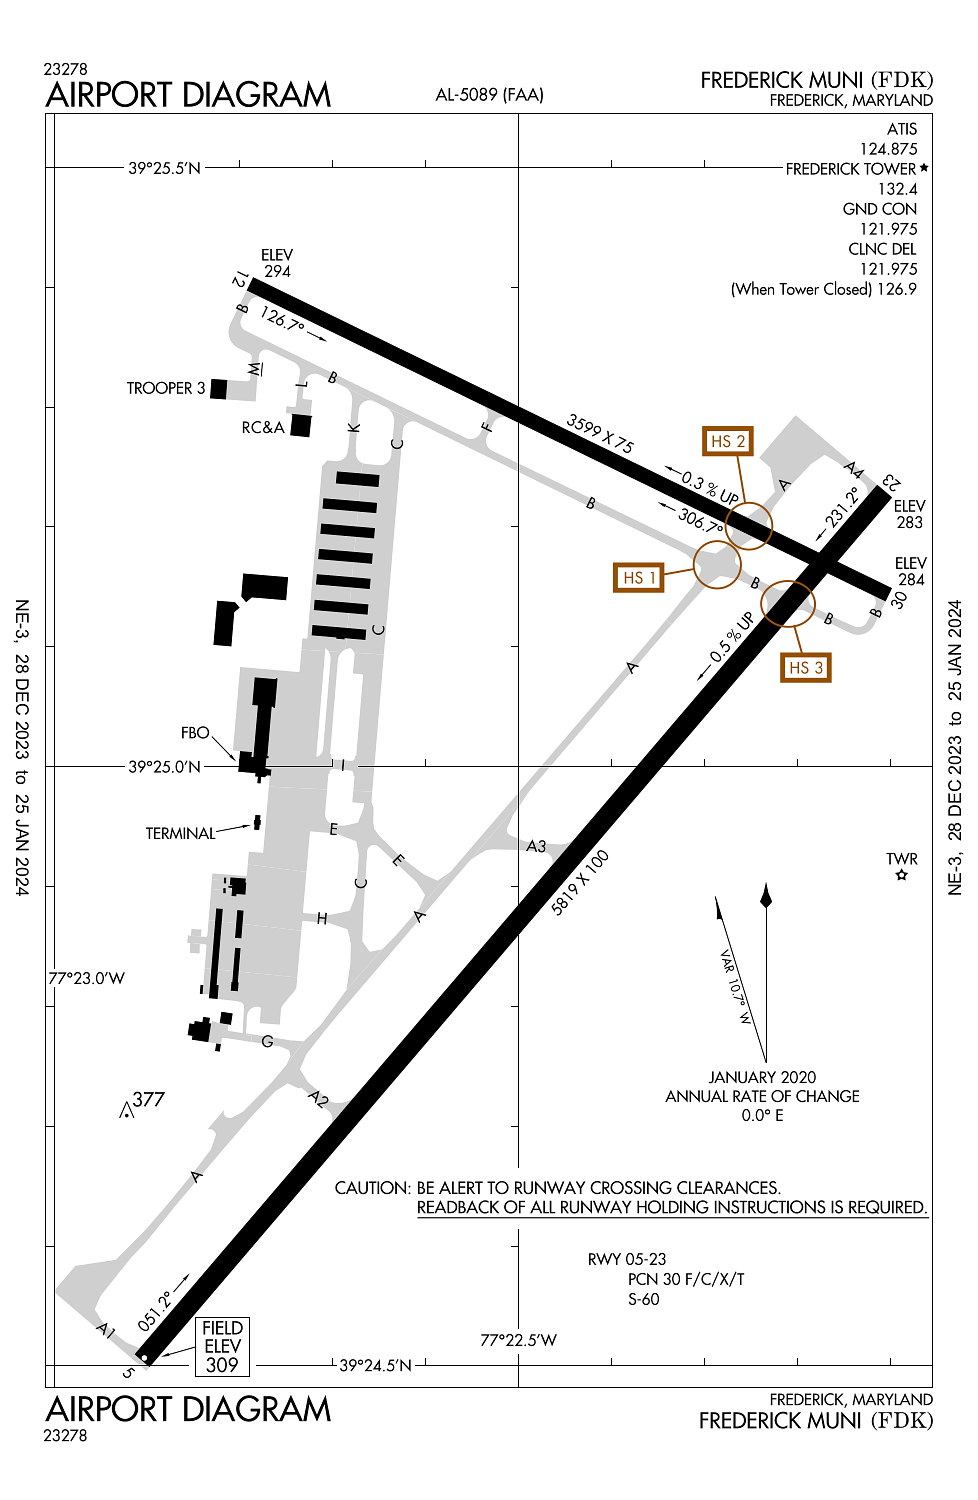 23278
AIRPORT DIAGRAM
AL-5089 (FAA)
FREDERICK MUNI (FDK)
FREDERICK, MARYLAND
ATIS
124.875
FREDERICK TOWER ★
132.4
GND CON
121.975
CLNC DEL
121.975
(When Tower Closed) 126.9
39°25.5'N
ELEV
294
12
B
126.7°
M
L
B
TROOPER 3
RC&A
K
C
F
3599 X 75
HS 2
0.3 % UP
306.7°
A
A4
23
231.2°
ELEV
283
ELEV
284
30
B
HS 1
B
B
B
HS 3
0.5 % UP
C
A
FBO
39°25.0'N
I
TERMINAL
E
E
A3
5819 X 100
C
H
A
TWR
77°23.0'W
VAR 10.7° W
G
A2
377
JANUARY 2020
ANNUAL RATE OF CHANGE
0.0° E
A
CAUTION: BE ALERT TO RUNWAY CROSSING CLEARANCES.
READBACK OF ALL RUNWAY HOLDING INSTRUCTIONS IS REQUIRED.
RWY 05-23
PCN 30 F/C/X/T
S-60
051.2°
A1
5
FIELD
ELEV
309
77°22.5'W
39°24.5'N
NE-3, 28 DEC 2023 to 25 JAN 2024
NE-3, 28 DEC 2023 to 25 JAN 2024
AIRPORT DIAGRAM
23278
FREDERICK, MARYLAND
FREDERICK MUNI (FDK)